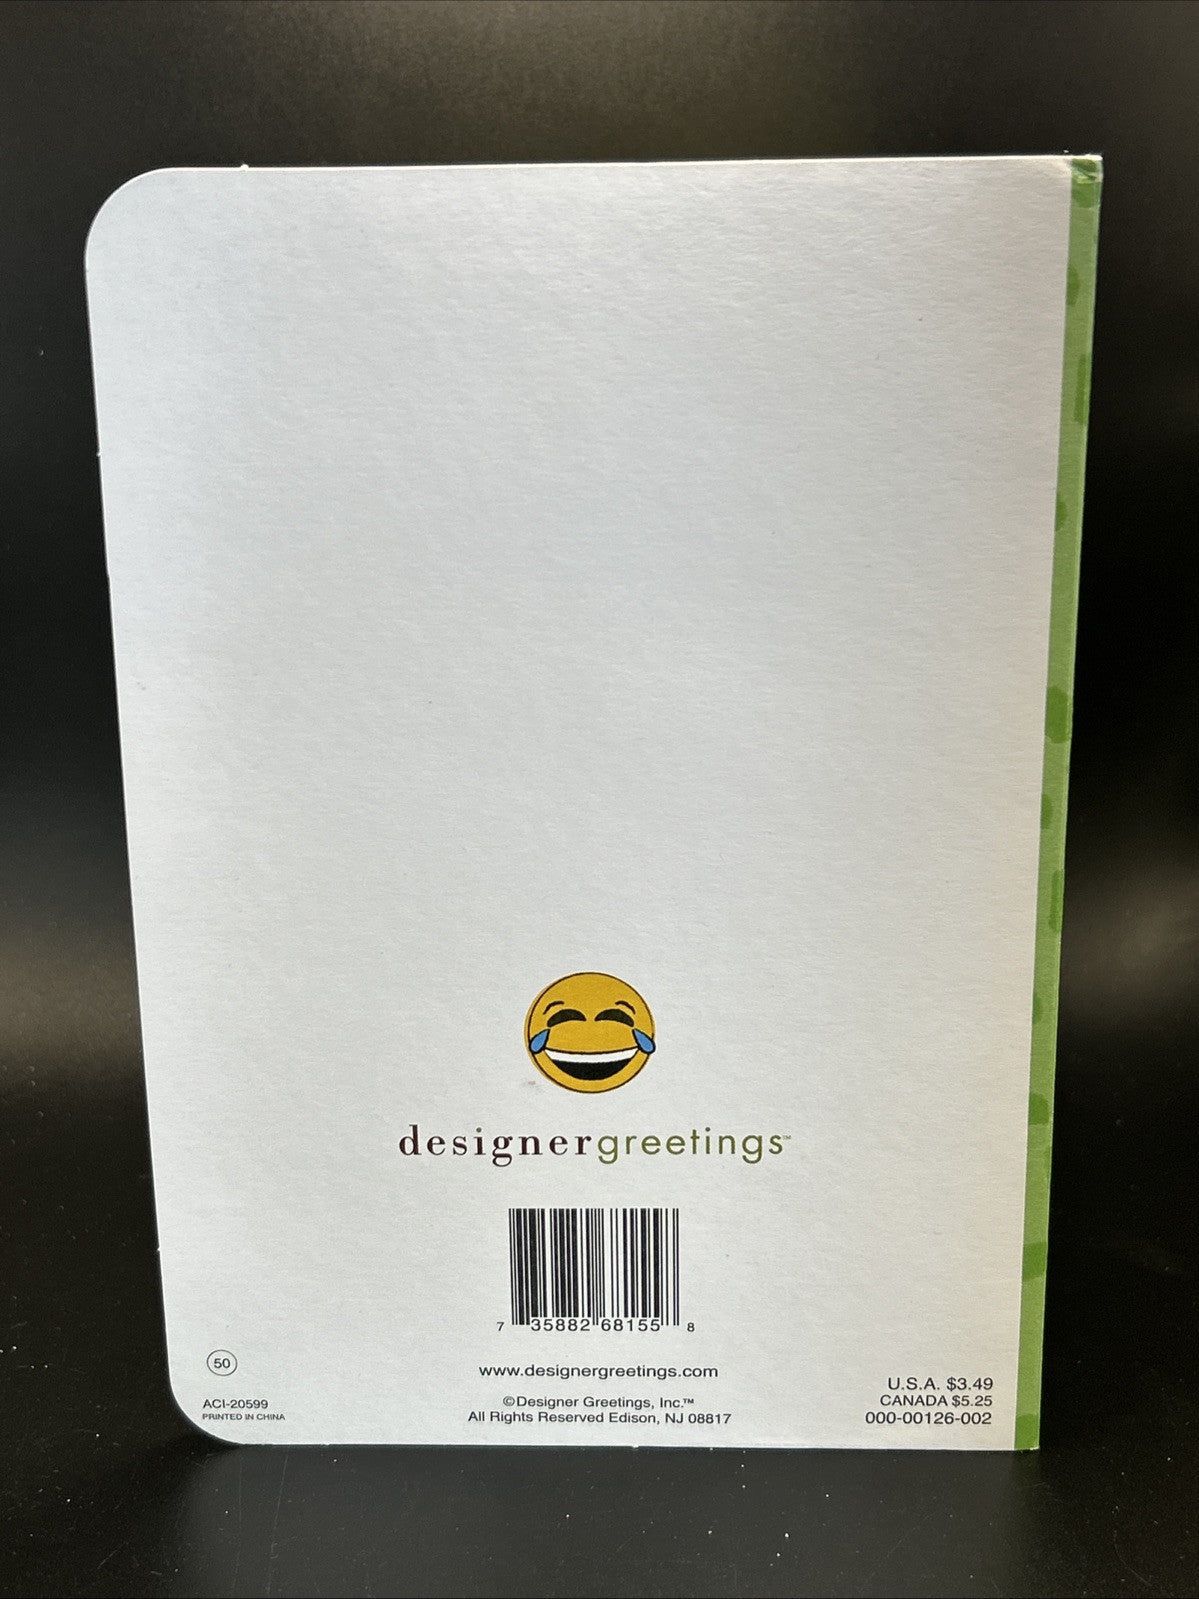 designergreetings™
7 35882 68155 8
www.designergreetings.com
©Designer Greetings, Inc.™
All Rights Reserved Edison, NJ 08817
50
ACI-20599
PRINTED IN CHINA
U.S.A. $3.49
CANADA $5.25
000-00126-002